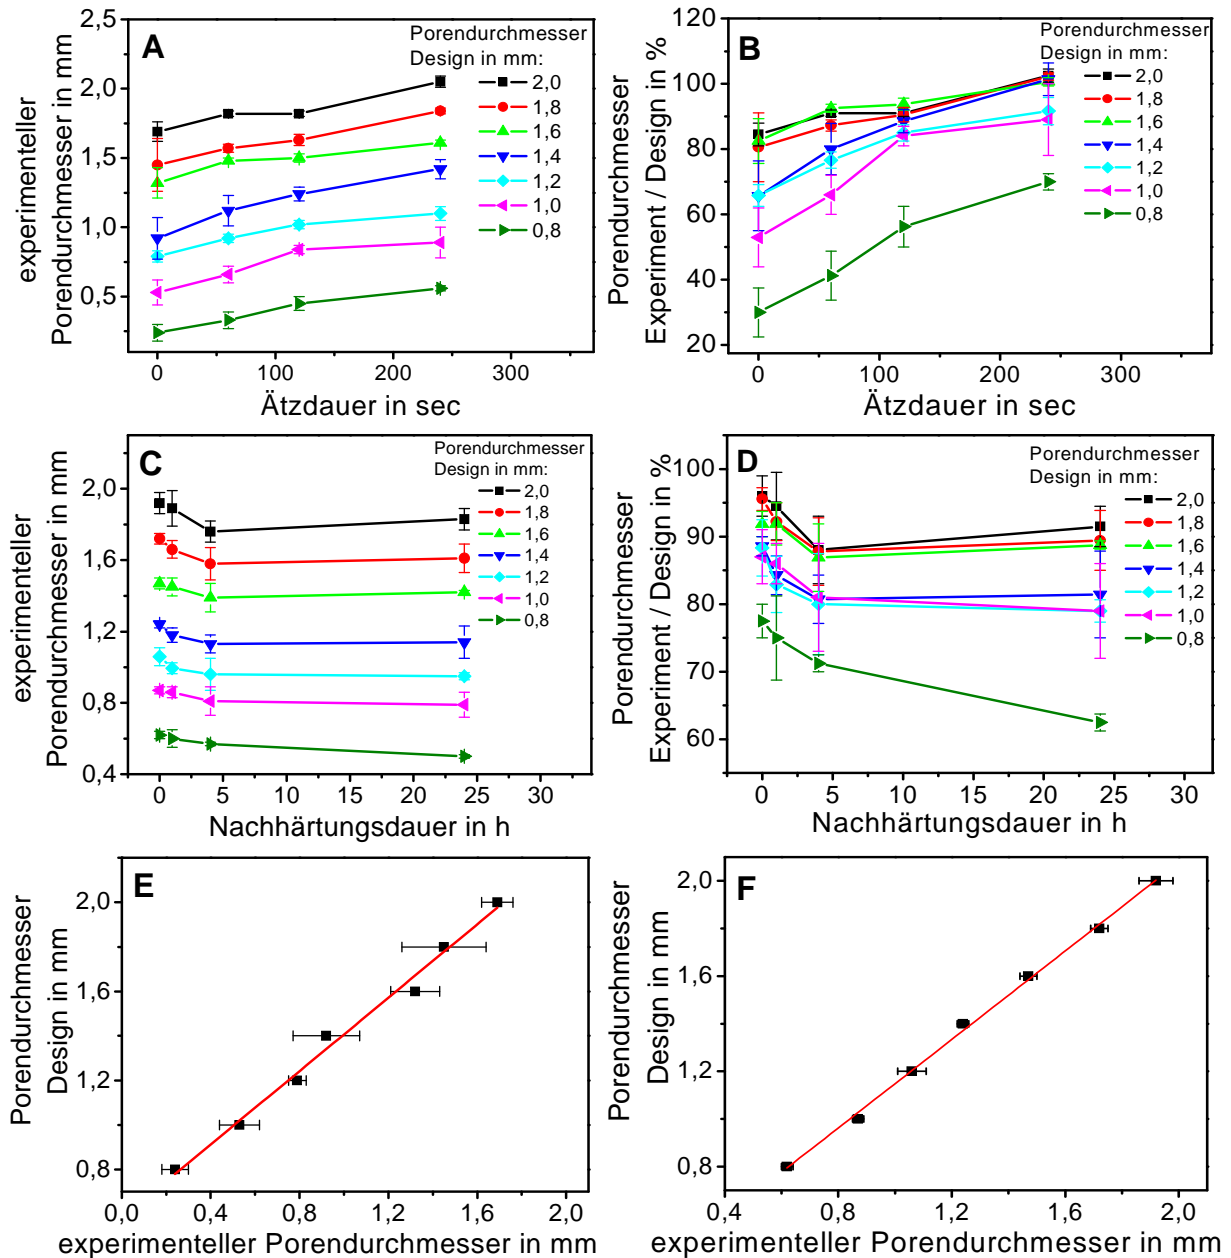 A
experimenteller
Porendurchmesser in mm
2,5
2,0
1,5
1,0
0,5
0
100
200
300
Ätzdauer in sec
Porendurchmesser
Design in mm:
2,0
1,8
1,6
1,4
1,2
1,0
0,8
B
Porendurchmesser
Experiment / Design in %
120
100
80
60
40
20
0
100
200
300
Ätzdauer in sec
Porendurchmesser
Design in mm:
2,0
1,8
1,6
1,4
1,2
1,0
0,8
C
experimenteller
Porendurchmesser in mm
2,0
1,6
1,2
0,8
0,4
0
5
10
15
20
25
30
Nachhärtungsdauer in h
Porendurchmesser
Design in mm:
2,0
1,8
1,6
1,4
1,2
1,0
0,8
D
Porendurchmesser
Experiment / Design in %
100
90
80
70
60
0
5
10
15
20
25
30
Nachhärtungsdauer in h
Porendurchmesser
Design in mm:
2,0
1,8
1,6
1,4
1,2
1,0
0,8
E
Porendurchmesser
Design in mm
2,0
1,6
1,2
0,8
0,0
0,4
0,8
1,2
1,6
2,0
experimenteller Porendurchmesser in mm
F
Porendurchmesser
Design in mm
2,0
1,6
1,2
0,8
0,4
0,8
1,2
1,6
2,0
experimenteller Porendurchmesser in mm